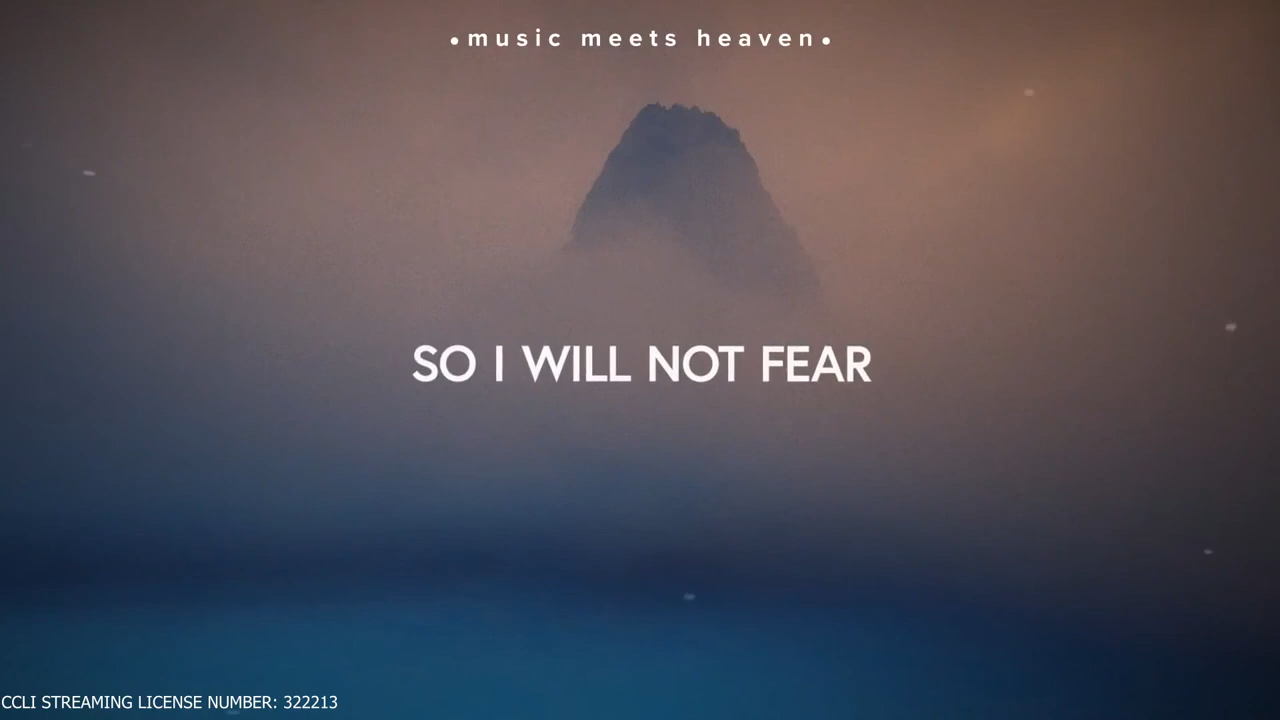 •music meets heaven•
SO I WILL NOT FEAR
CCLI STREAMING LICENSE NUMBER: 322213